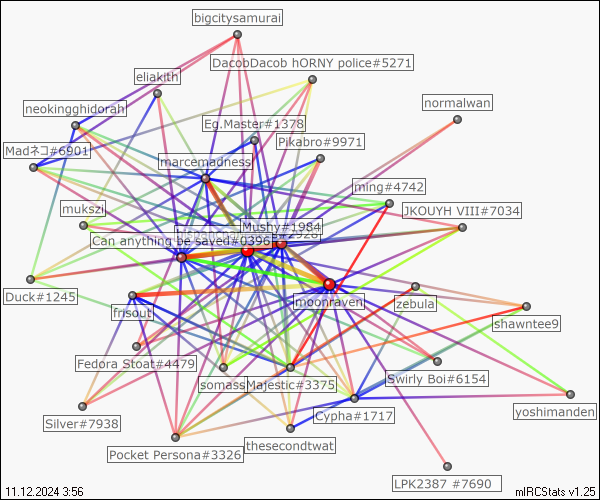 bigcitysamurai
DacobDacob hORNY police#5271
eliakith
neokingghidorah
normalwan
Eg.Master#1378
Pikabro#9971
Madネコ#6901
marcemadness
ming#4742
mukszi
JKOUYH VIII#7034
Mushy#1984
Can anything be saved#0396
Duck#1245
moonraven
zebula
frisout
shawntee9
Fedora Stoat#4479
somass
Majestic#3375
Swirly Boi#6154
Silver#7938
Cypha#1717
yoshimanden
Pocket Persona#3326
thesecondtwat
LPK2387 #7690
11.12.2024 3:56
mIRCStats v1.25